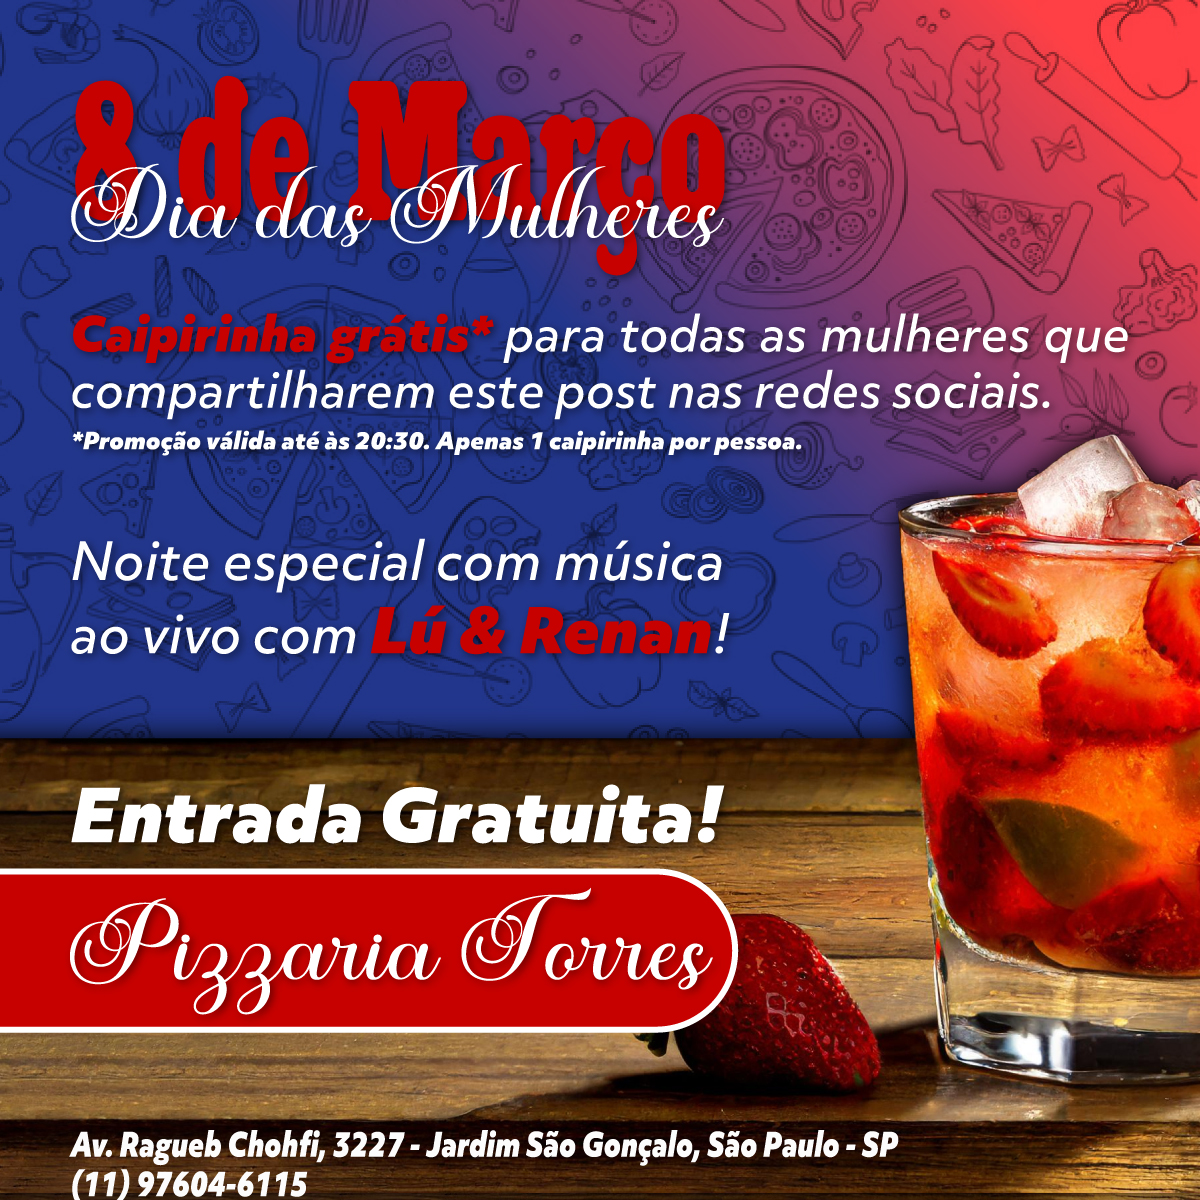 8 de Março
Dia das Mulheres
Caipirinha grátis* para todas as mulheres que
compartilharem este post nas redes sociais.
*Promoção válida até às 20:30. Apenas 1 caipirinha por pessoa.
Noite especial com música
ao vivo com Lú & Renan!
Entrada Gratuita!
Pizzaria Torres
Av. Ragueb Chohfi, 3227 - Jardim São Gonçalo, São Paulo - SP
(11) 97604-6115